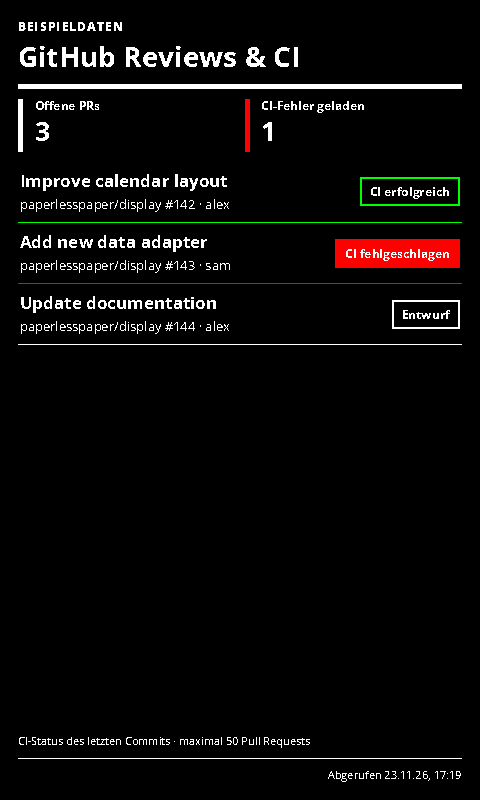 BEISPIELDATEN
GitHub Reviews & CI
Offene PRs
3
CI-Fehler geladen
1
Improve calendar layout
paperlesspaper/display #142 · alex
CI erfolgreich
Add new data adapter
paperlesspaper/display #143 · sam
CI fehlgeschlagen
Update documentation
paperlesspaper/display #144 · alex
Entwurf
CI-Status des letzten Commits · maximal 50 Pull Requests
Abgerufen 23.11.26, 17:19